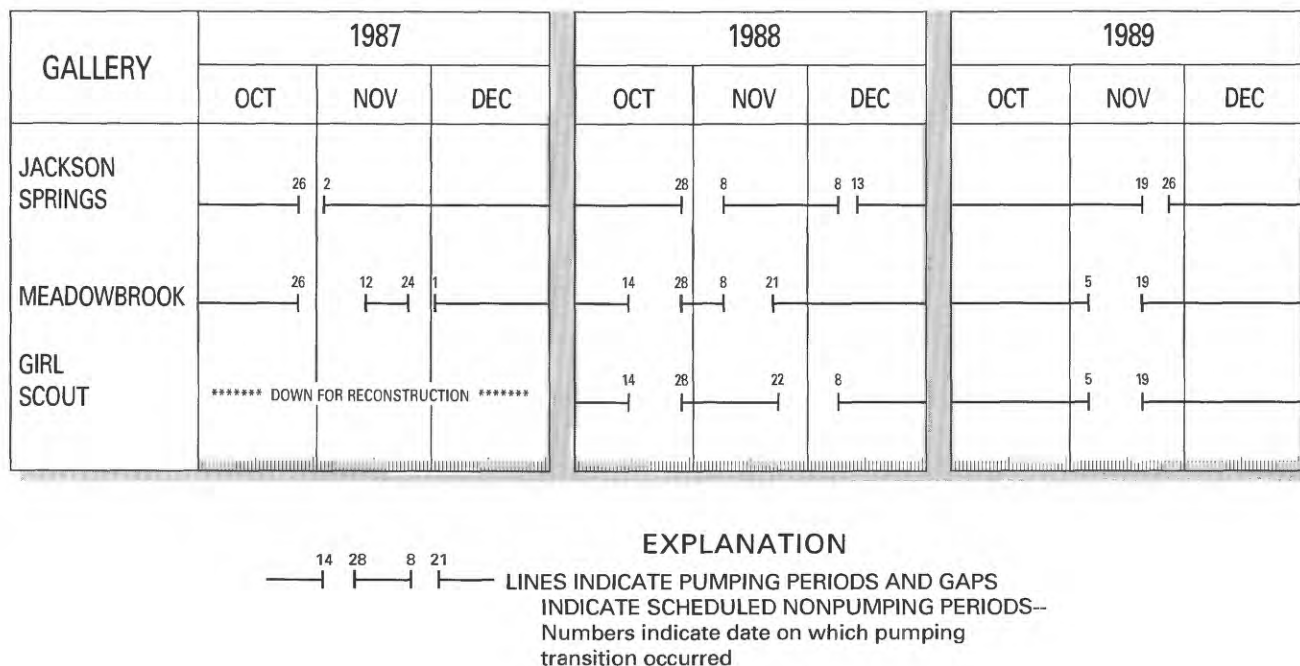 GALLERY
1987 1988 1989
OCT NOV DEC OCT NOV DEC OCT NOV DEC
JACKSON
SPRINGS
26 2 28 8 8 13 19 26
MEADOWBROOK
26 12 24 1 14 28 8 21 5 19
GIRL
SCOUT
******* DOWN FOR RECONSTRUCTION *******
14 28 22 8 5 19
EXPLANATION
14 28 8 21
LINES INDICATE PUMPING PERIODS AND GAPS
INDICATE SCHEDULED NONPUMPING PERIODS--
Numbers indicate date on which pumping
transition occurred